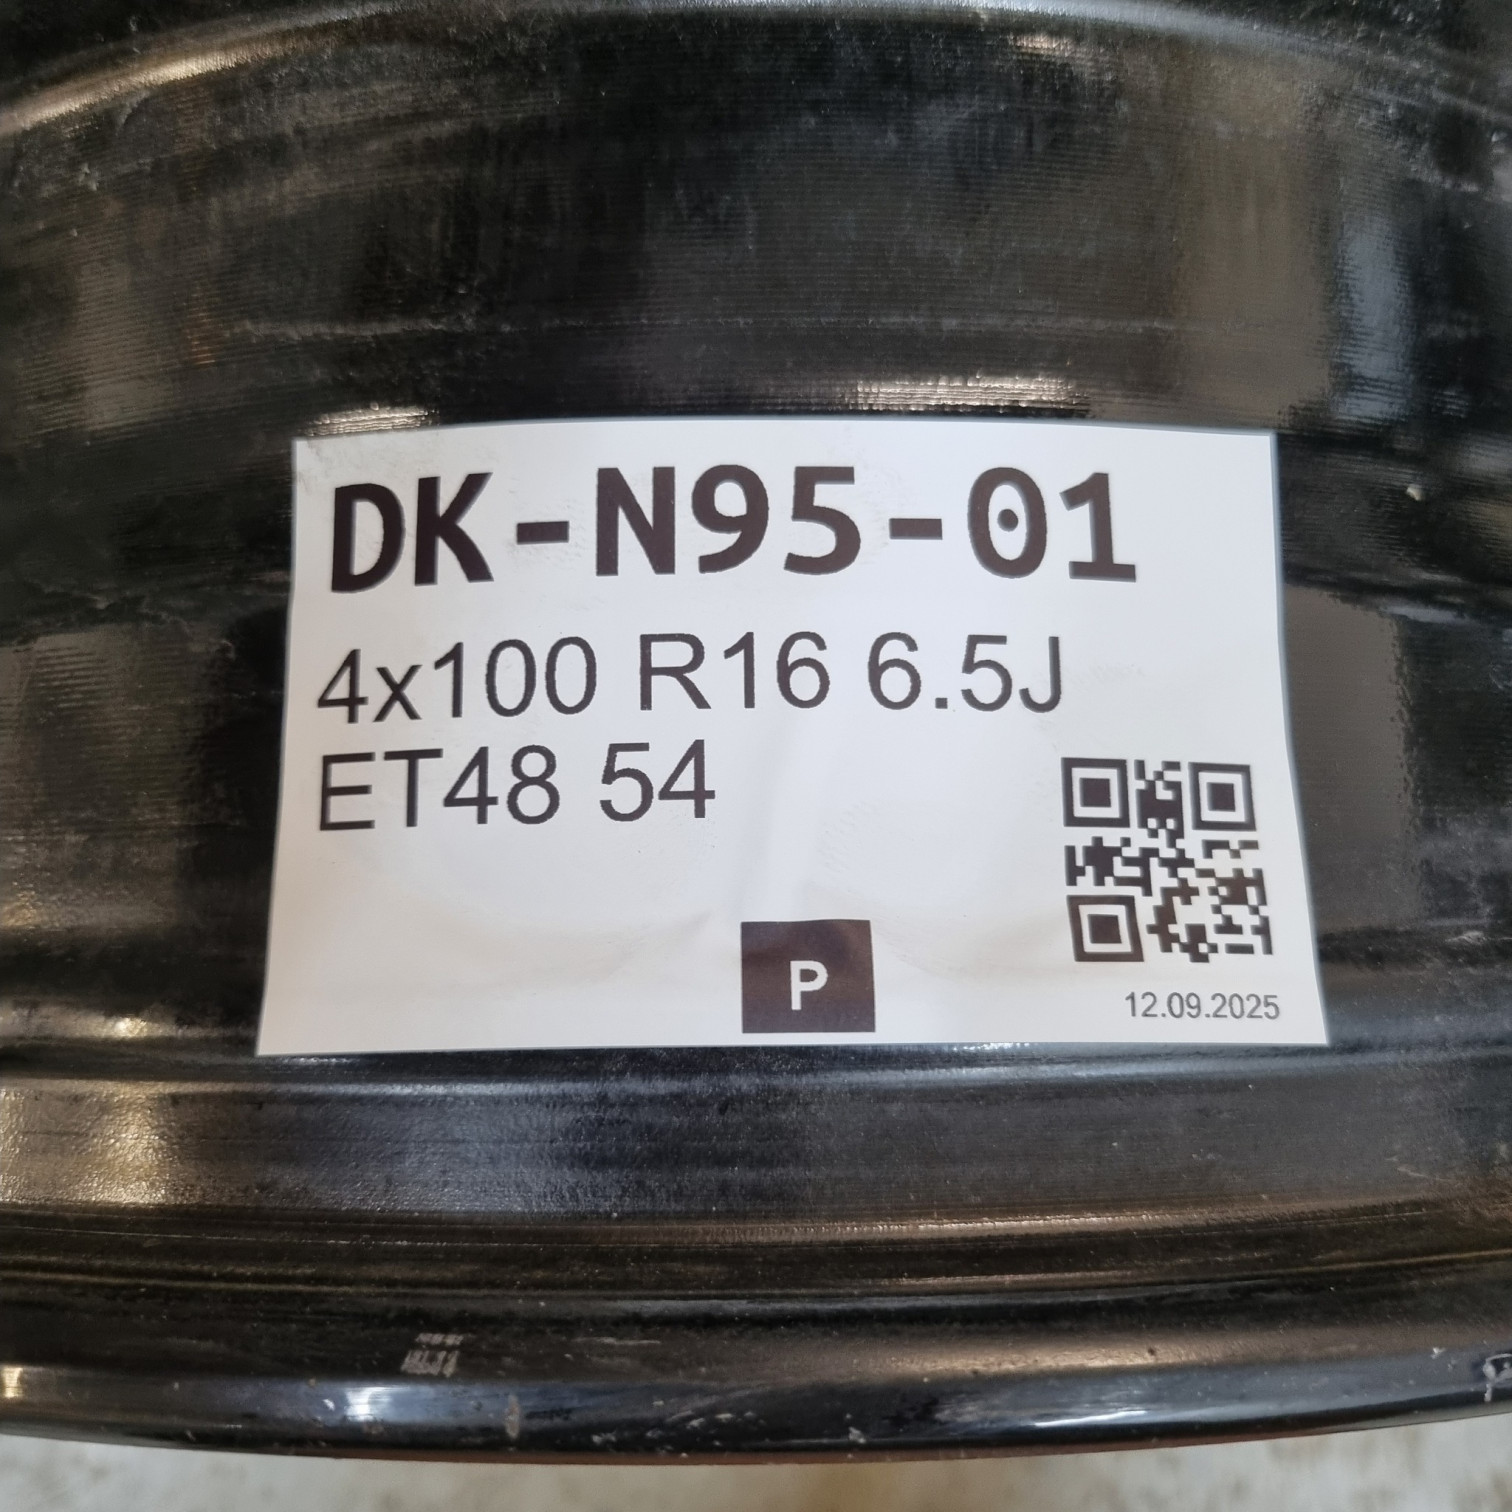 DK-N95-01
4x100 R16 6.5J
ET48 54
P
12.09.2025